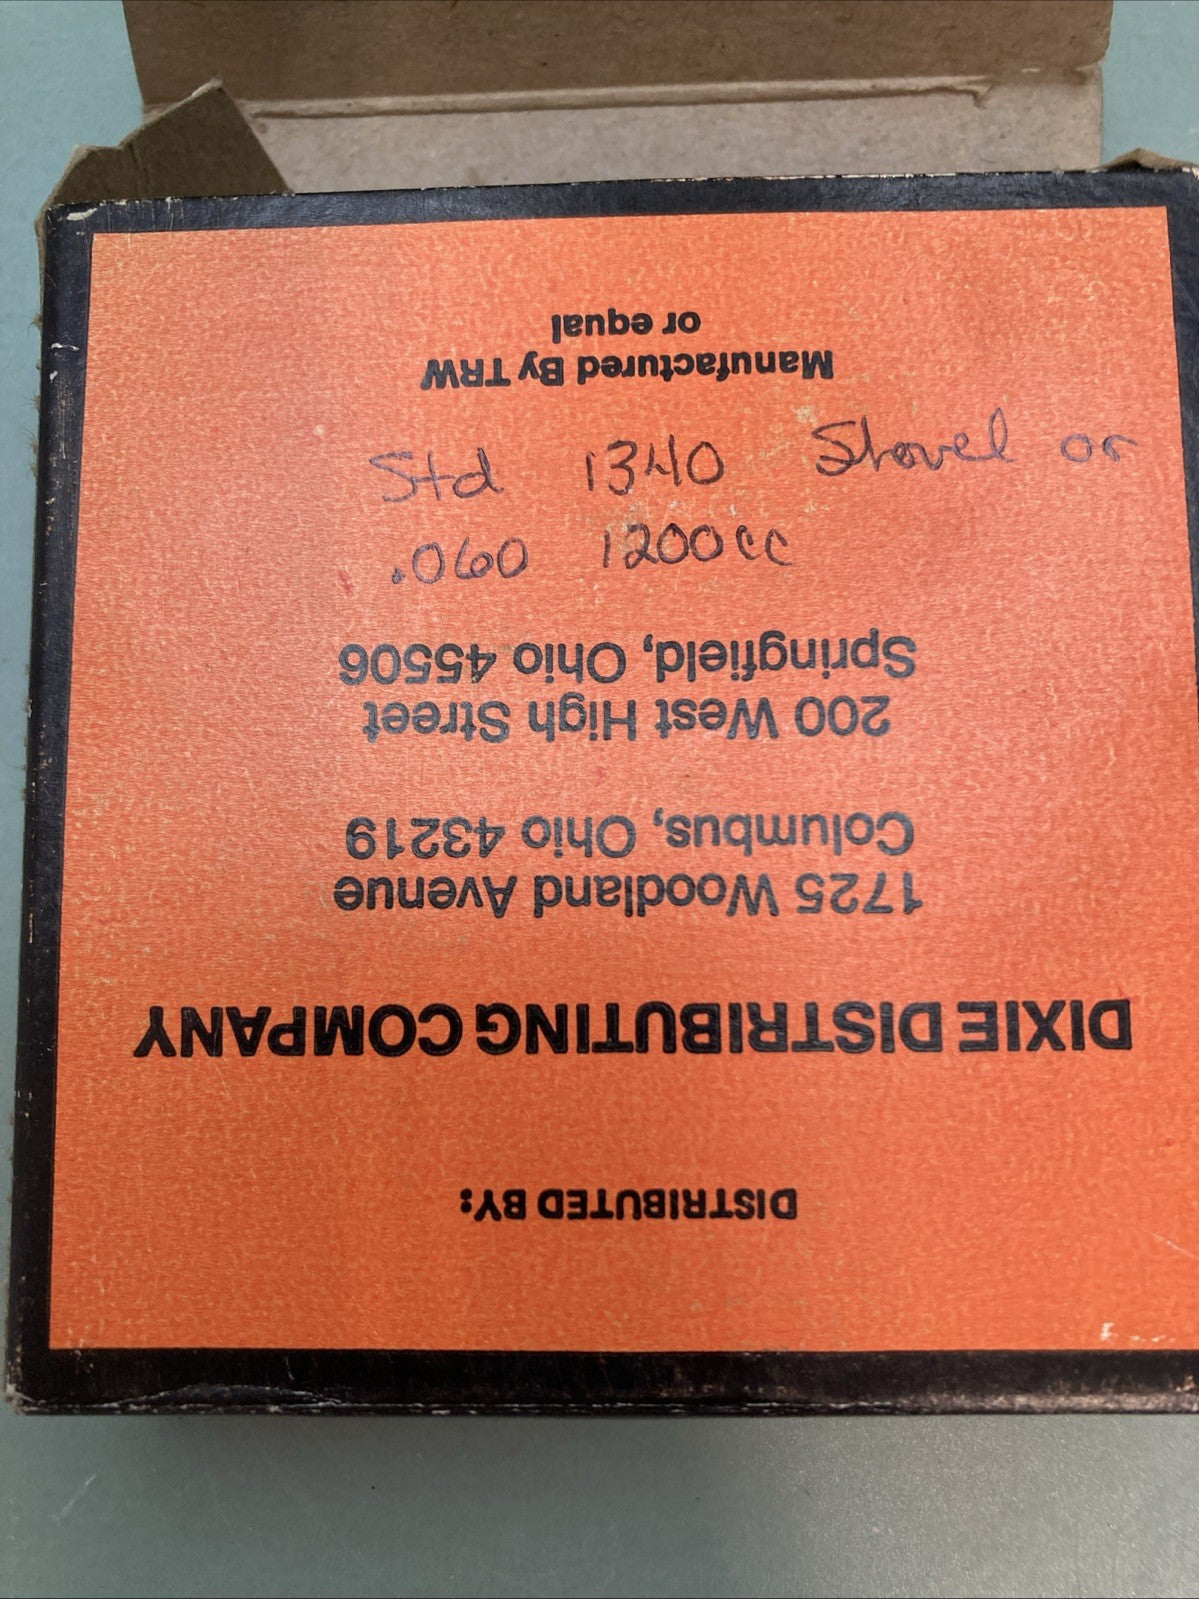 DISTRIBUTED BY:
DIXIE DISTRIBUTING COMPANY
1725 Woodland Avenue
Columbus, Ohio 43219
200 West High Street
Springfield, Ohio 45506
Manufactured By TRW
or equal
Std 1340 Shovel or
.060 1200cc